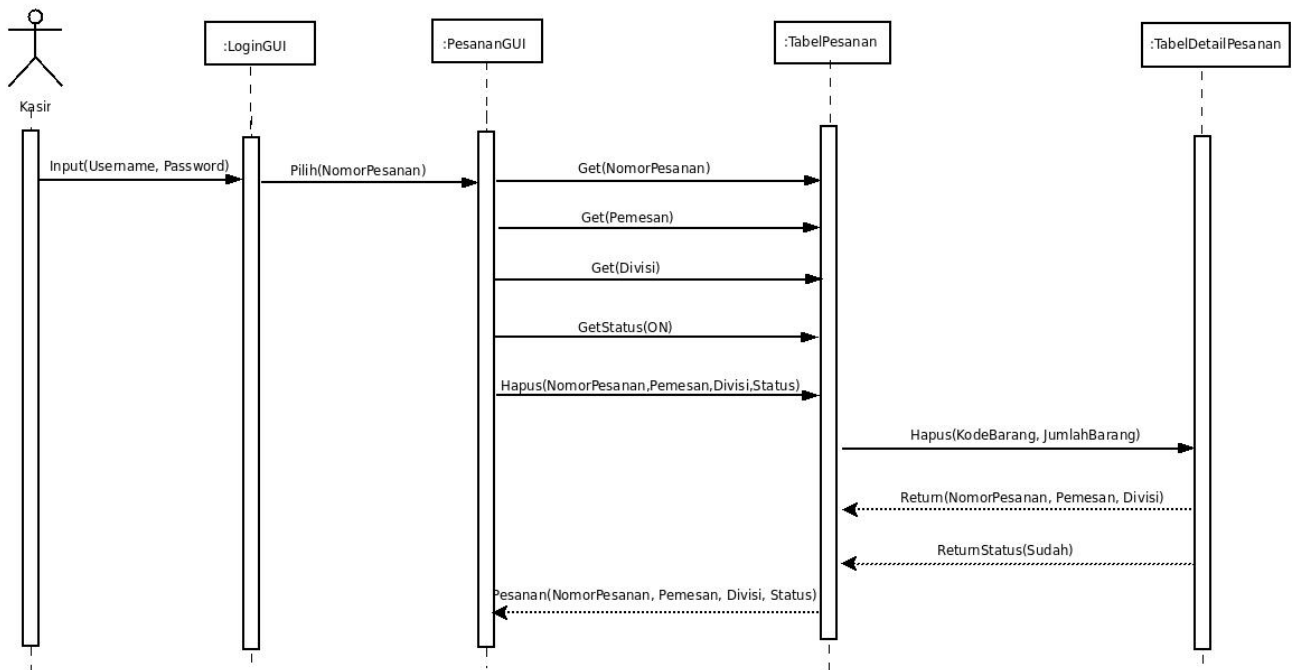 :LoginGUI
:PesananGUI
:TabelPesanan
:TabelDetailPesanan
Kasir
Input(Username, Password)
Pilih(NomorPesanan)
Get(NomorPesanan)
Get(Pemesan)
Get(Divisi)
GetStatus(ON)
Hapus(NomorPesanan,Pemesan,Divisi,Status)
Hapus(KodeBarang, JumlahBarang)
Return(NomorPesanan, Pemesan, Divisi)
ReturnStatus(Sudah)
Pesanan(NomorPesanan, Pemesan, Divisi, Status)